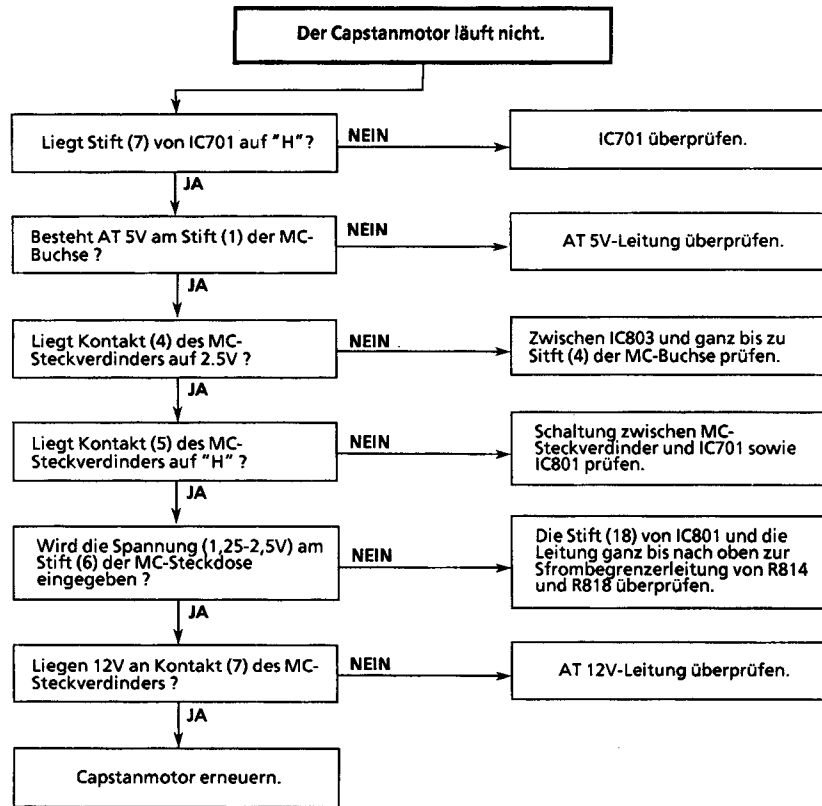 Der Capstanmotor läuft nicht.
Liegt Stift (7) von IC701 auf "H" ?
NEIN
IC701 überprüfen.
JA
Besteht AT 5V am Stift (1) der MC-
Buchse ?
NEIN
AT 5V-Leitung überprüfen.
JA
Liegt Kontakt (4) des MC-
Steckverdinders auf 2.5V ?
NEIN
Zwischen IC803 und ganz bis zu
Sitft (4) der MC-Buchse prüfen.
JA
Liegt Kontakt (5) des MC-
Steckverdinders auf "H" ?
NEIN
Schaltung zwischen MC-
Steckverdinder und IC701 sowie
IC801 prüfen.
JA
Wird die Spannung (1,25-2,5V) am
Stift (6) der MC-Steckdose
eingegeben ?
NEIN
Die Stift (18) von IC801 und die
Leitung ganz bis nach oben zur
Sfrombegrenzerleitung von R814
und R818 überprüfen.
JA
Liegen 12V an Kontakt (7) des MC-
Steckverdinders ?
NEIN
AT 12V-Leitung überprüfen.
JA
Capstanmotor erneuern.